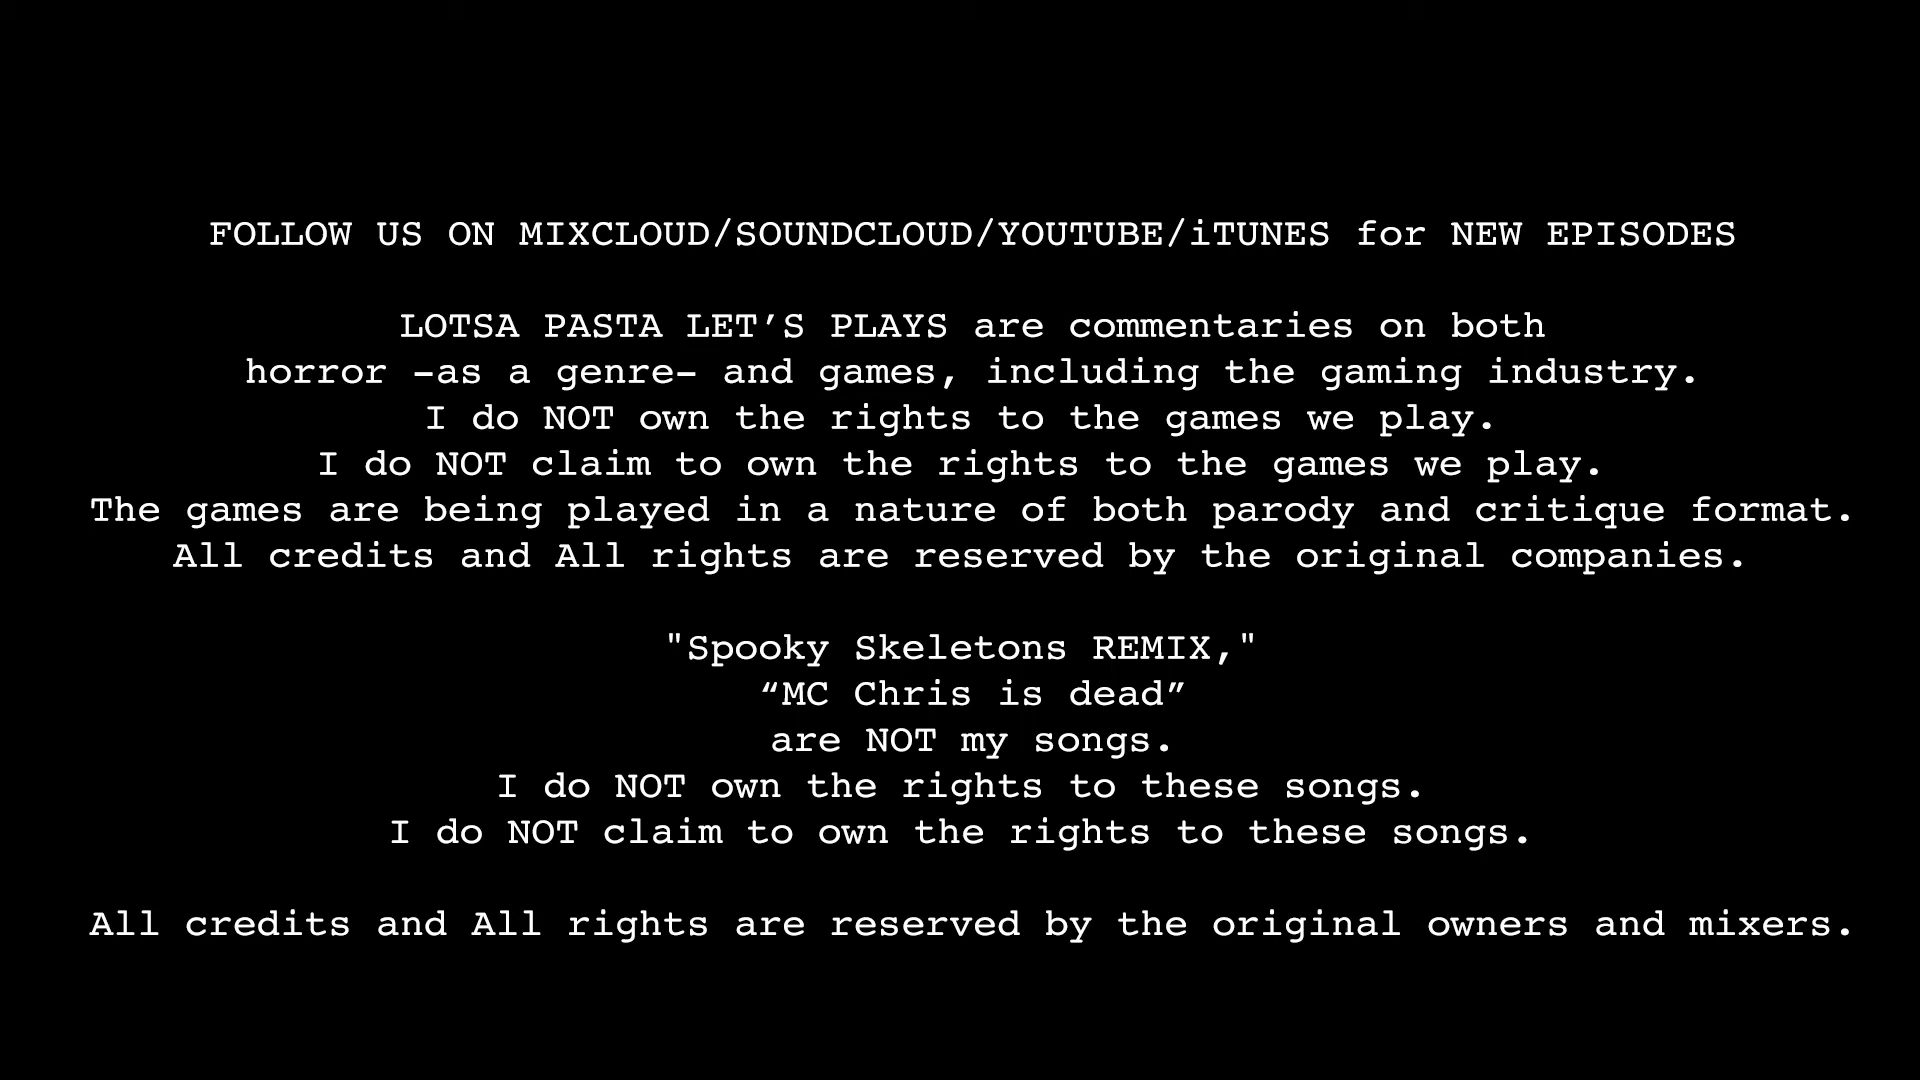 FOLLOW US ON MIXCLOUD/SOUNDCLOUD/YOUTUBE/iTUNES for NEW EPISODES
LOTSA PASTA LET’S PLAYS are commentaries on both
horror –as a genre– and games, including the gaming industry.
I do NOT own the rights to the games we play.
I do NOT claim to own the rights to the games we play.
The games are being played in a nature of both parody and critique format.
All credits and All rights are reserved by the original companies.
"Spooky Skeletons REMIX,"
“MC Chris is dead”
are NOT my songs.
I do NOT own the rights to these songs.
I do NOT claim to own the rights to these songs.
All credits and All rights are reserved by the original owners and mixers.